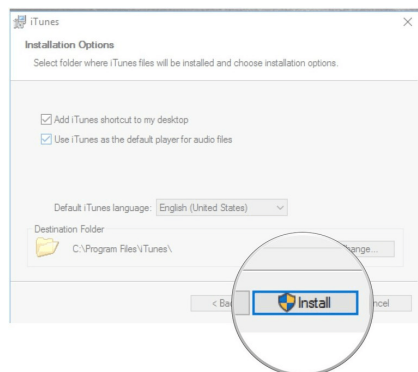 iTunes
Installation Options
Select folder where iTunes files will be installed and choose installation options.
Add iTunes shortcut to my desktop
Use iTunes as the default player for audio files
Default iTunes language: English (United States)
Destination Folder
C:\Program Files\iTunes\
< Ba Install ncel